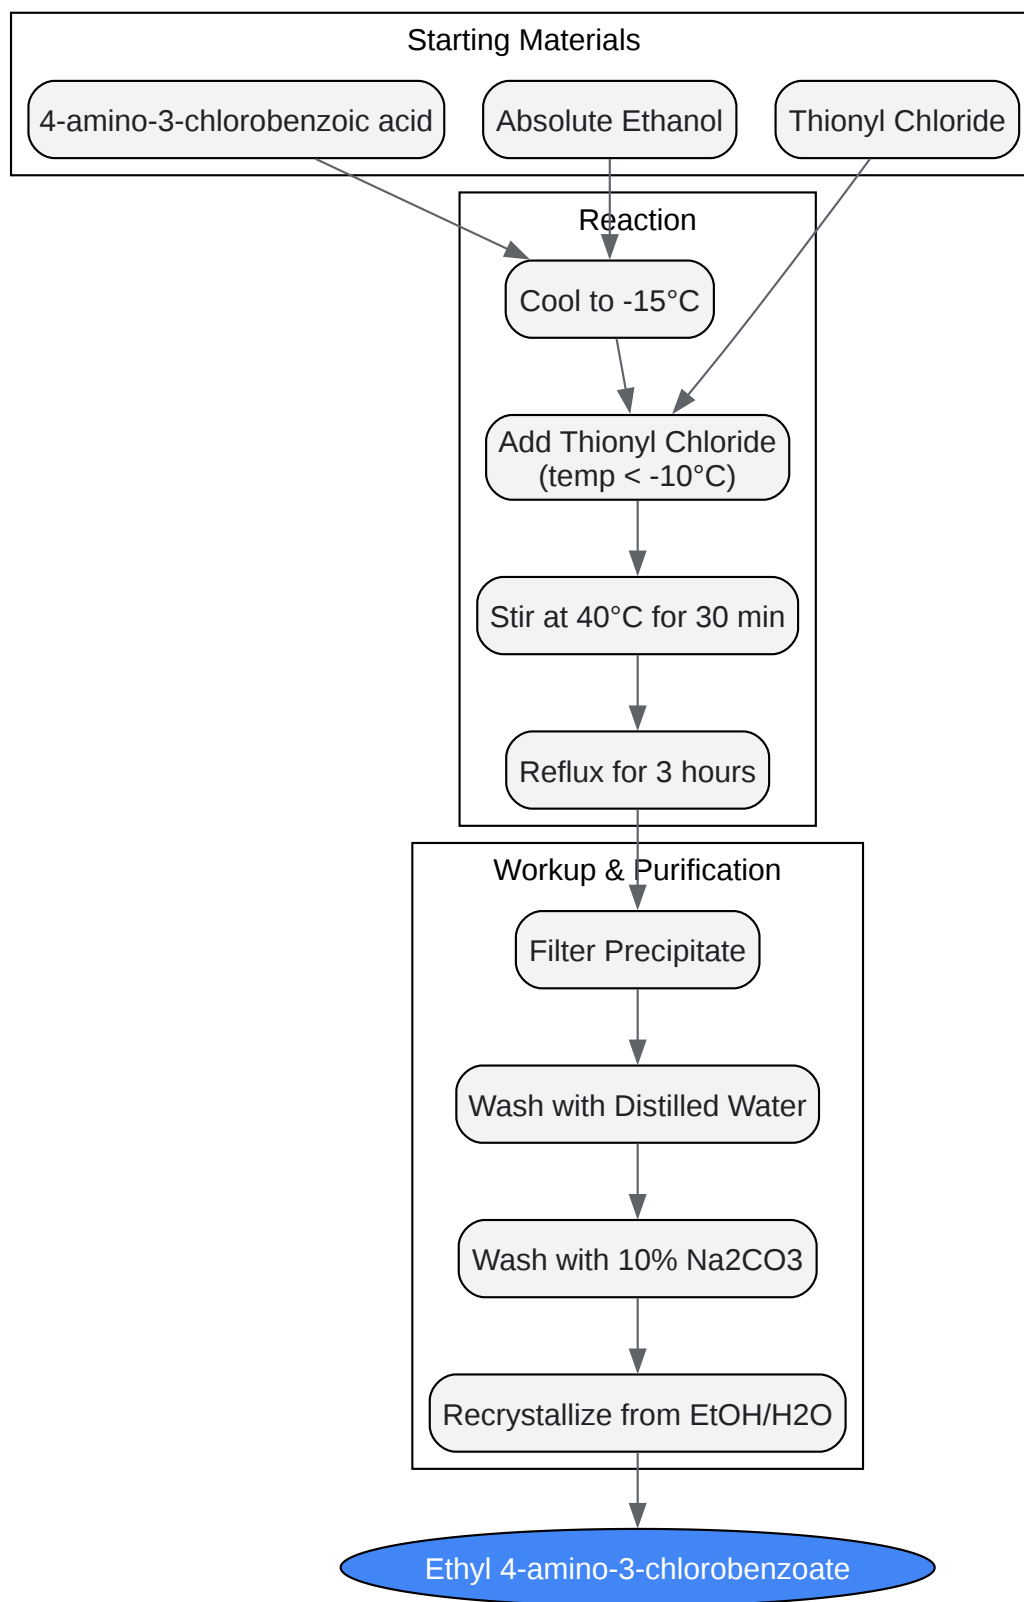 Starting Materials
4-amino-3-chlorobenzoic acid
Absolute Ethanol
Thionyl Chloride
Reaction
Cool to -15°C
Add Thionyl Chloride
(temp < -10°C)
Stir at 40°C for 30 min
Reflux for 3 hours
Workup & Purification
Filter Precipitate
Wash with Distilled Water
Wash with 10% Na2CO3
Recrystallize from EtOH/H2O
Ethyl 4-amino-3-chlorobenzoate